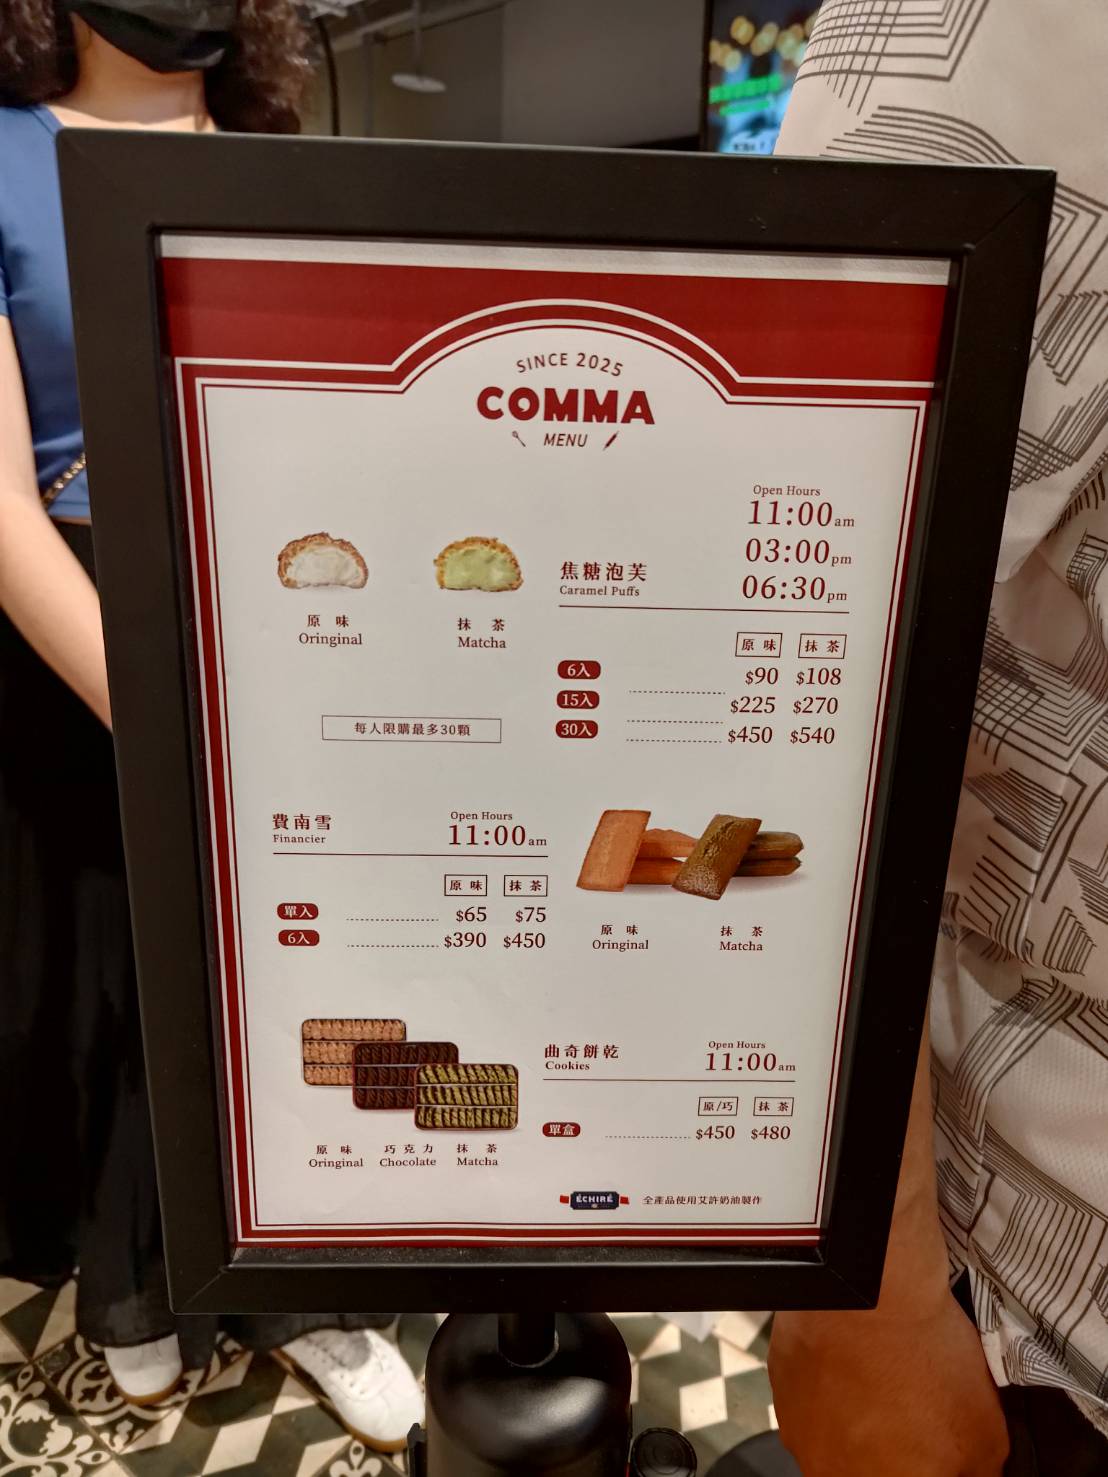 SINCE 2025
COMMA
MENU
Open Hours
11:00am
03:00pm
06:30pm
焦糖泡芙
Caramel Puffs
原味
Oringinal
抹茶
Matcha
原味 抹茶
6入 $90 $108
15入 $225 $270
30入 $450 $540
每人限購最多30顆
費南雪
Financier
Open Hours
11:00am
原味 抹茶
單入 $65 $75
6入 $390 $450
原味
Oringinal
抹茶
Matcha
曲奇餅乾
Cookies
Open Hours
11:00am
原/巧 抹茶
單盒 $450 $480
原味 巧克力 抹茶
Oringinal Chocolate Matcha
ÉCHIRÉ 全產品使用艾許奶油製作